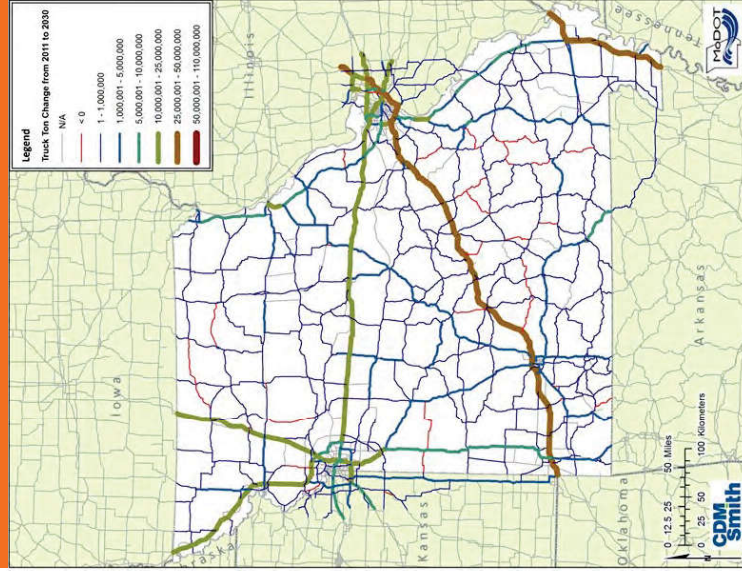 Legend
Truck Ton Change from 2011 to 2030
N/A
< 0
1 - 1,000,000
1,000,001 - 5,000,000
5,000,001 - 10,000,000
10,000,001 - 25,000,000
25,000,001 - 50,000,000
50,000,001 - 110,000,000
Iowa
Illinois
Tennessee
MoDOT
Kansas
Oklahoma
Arkansas
0 12.5 25 50 Miles
0 25 50 100 Kilometers
N
CDM
Smith